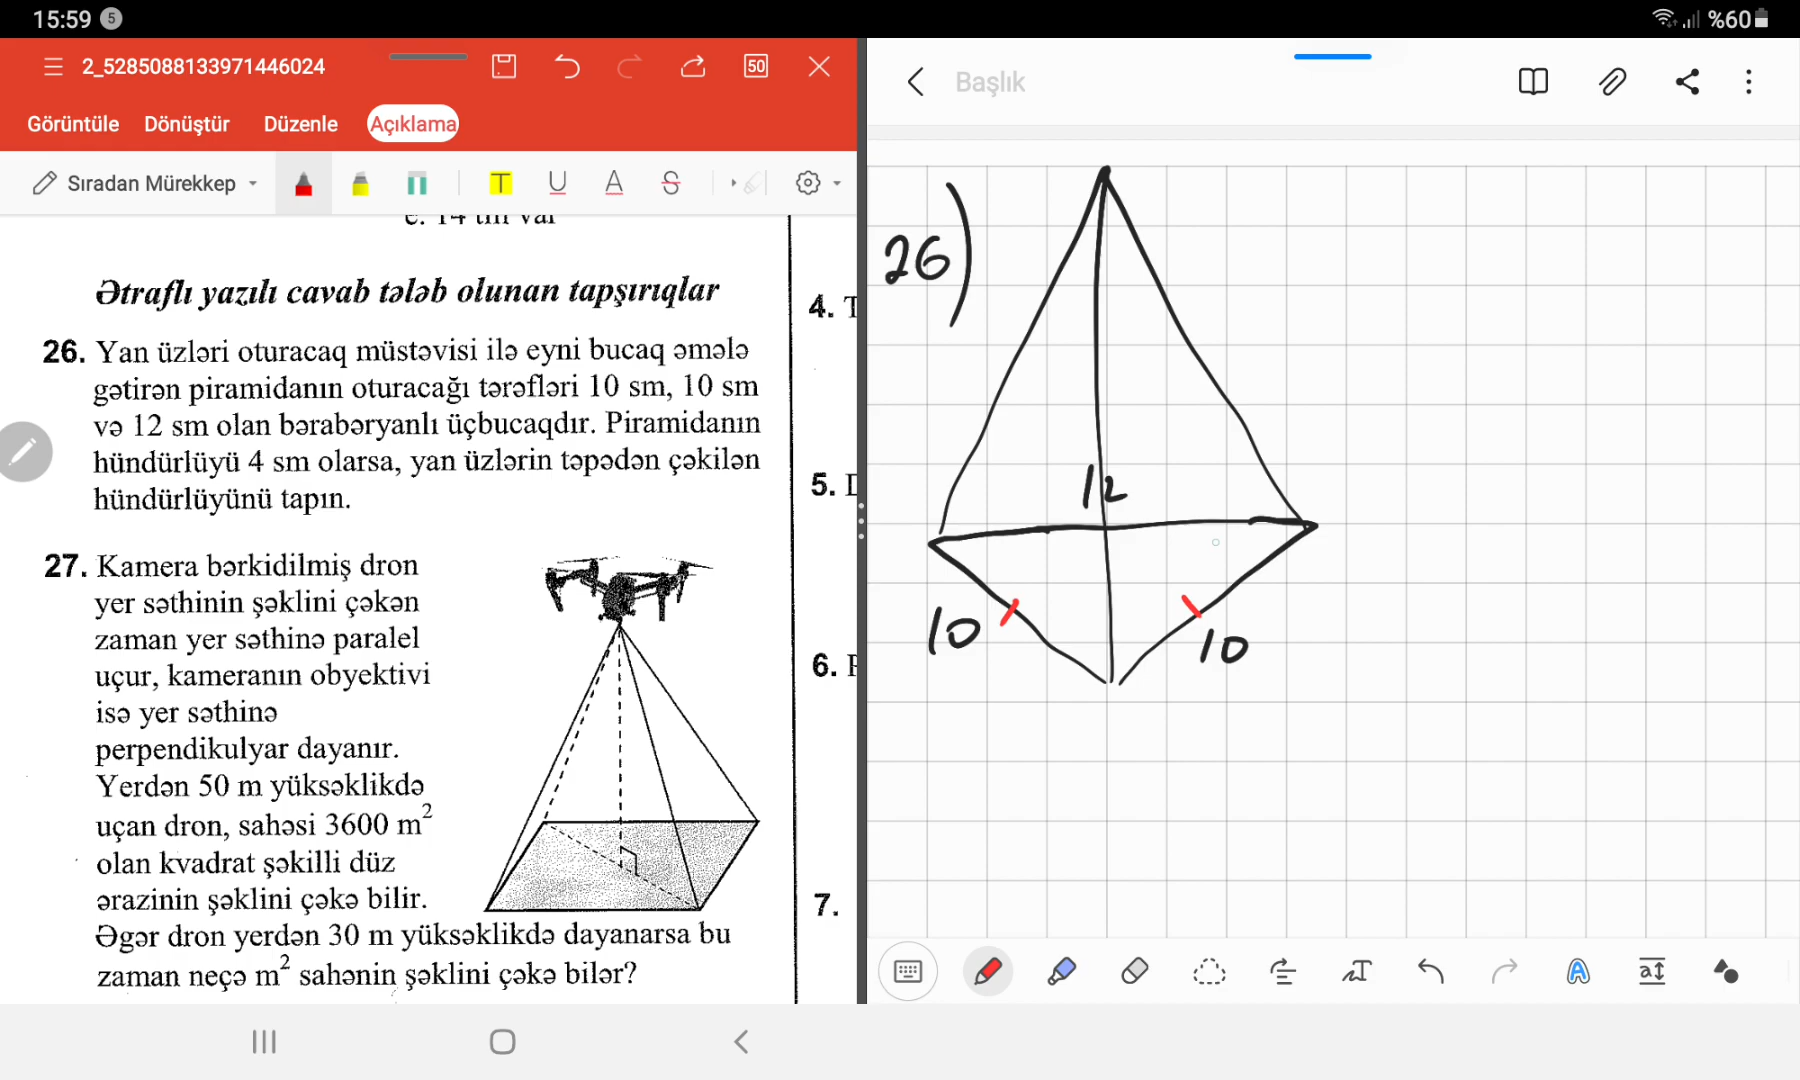 15:59 5 %60
2_5285088133971446024 50
Görüntüle Dönüştür Düzenle Açıklama
Sıradan Mürekkep T U A S
e. 14 tin var
Ətraflı yazılı cavab tələb olunan tapşırıqlar
26. Yan üzləri oturacaq müstəvisi ilə eyni bucaq əmələ
gətirən piramidanın oturacağı tərəfləri 10 sm, 10 sm
və 12 sm olan bərabəryanlı üçbucaqdır. Piramidanın
hündürlüyü 4 sm olarsa, yan üzlərin təpədən çəkilən
hündürlüyünü tapın.
27. Kamera bərkidilmiş dron
yer səthinin şəklini çəkən
zaman yer səthinə paralel
uçur, kameranın obyektivi
isə yer səthinə
perpendikulyar dayanır.
Yerdən 50 m yüksəklikdə
uçan dron, sahəsi 3600 m²
olan kvadrat şəkilli düz
ərazinin şəklini çəkə bilir.
Əgər dron yerdən 30 m yüksəklikdə dayanarsa bu
zaman neçə m² sahənin şəklini çəkə bilər?
4.
5.
6.
7.
Başlık
26)
12
10 10